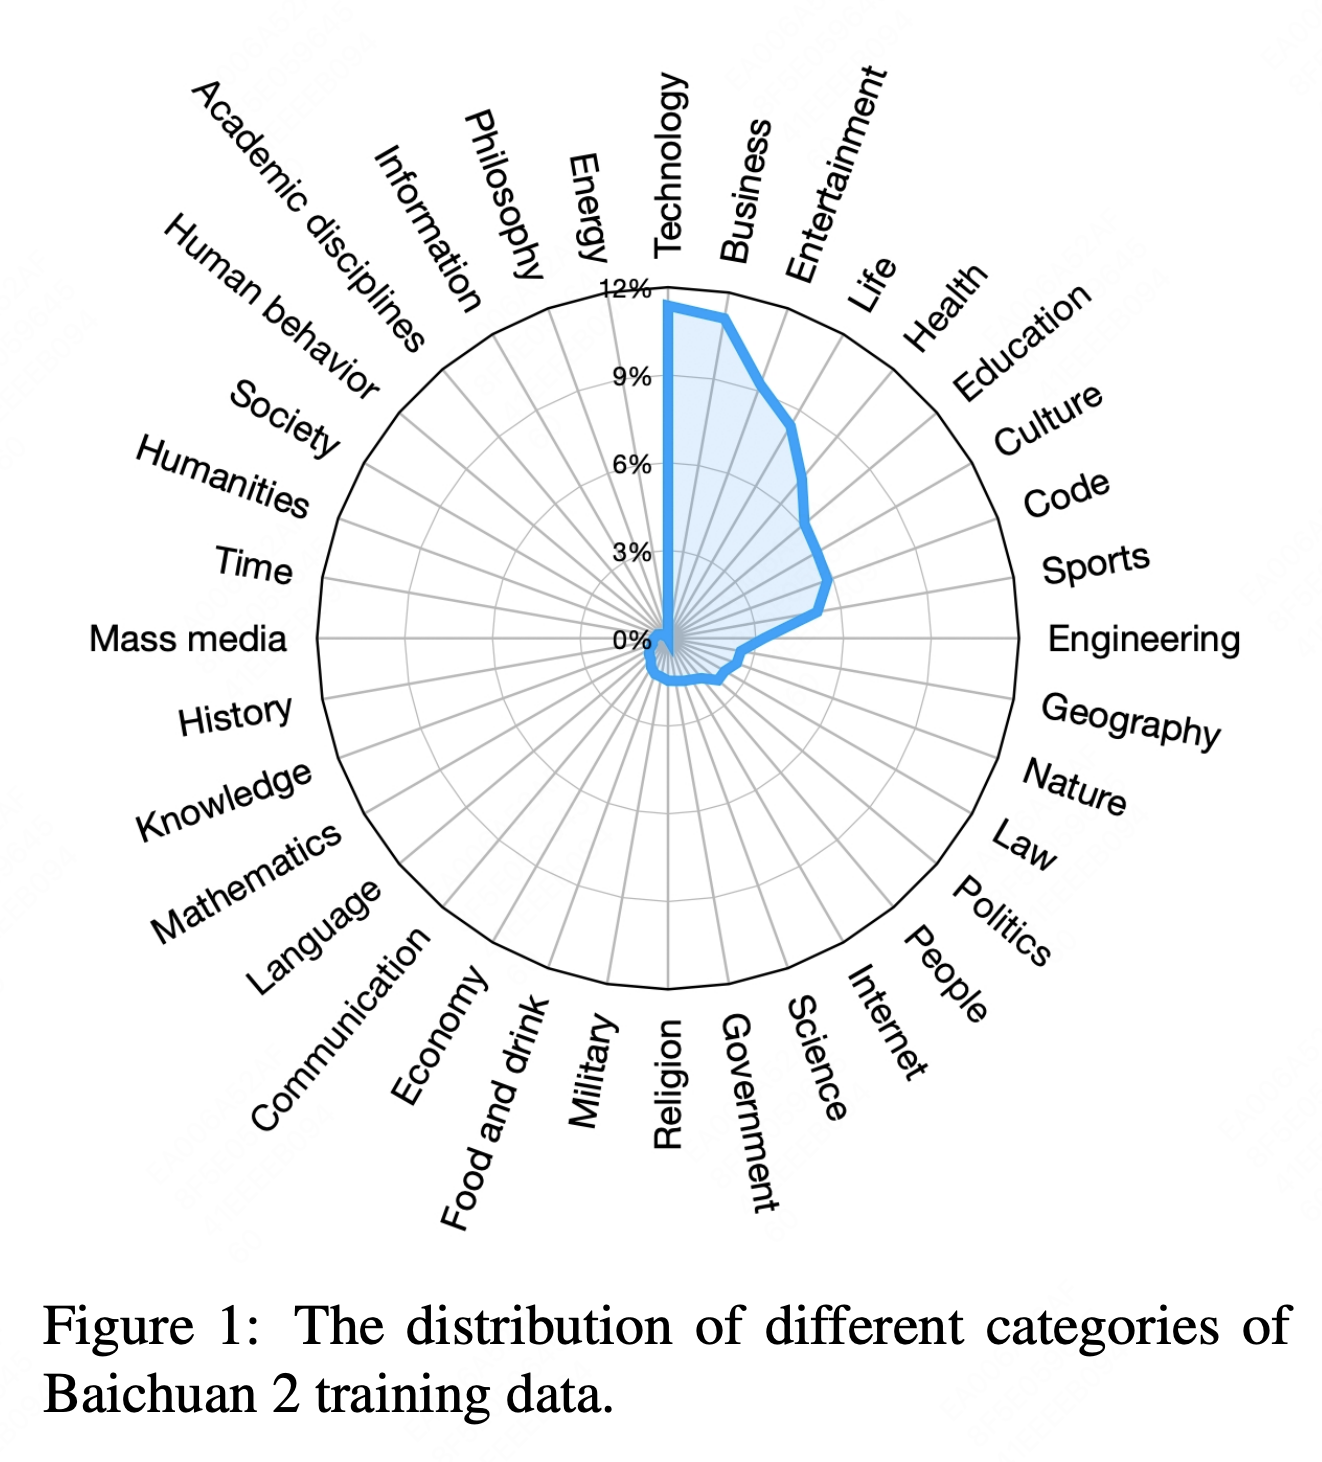 Technology
Business
Entertainment
Life
Health
Education
Culture
Code
Sports
Engineering
Geography
Nature
Law
Politics
People
Internet
Science
Government
Religion
Military
Food and drink
Economy
Communication
Language
Mathematics
Knowledge
History
Mass media
Time
Humanities
Society
Human behavior
Academic disciplines
Information
Philosophy
Energy
12%
9%
6%
3%
0%
Figure 1: The distribution of different categories of
Baichuan 2 training data.